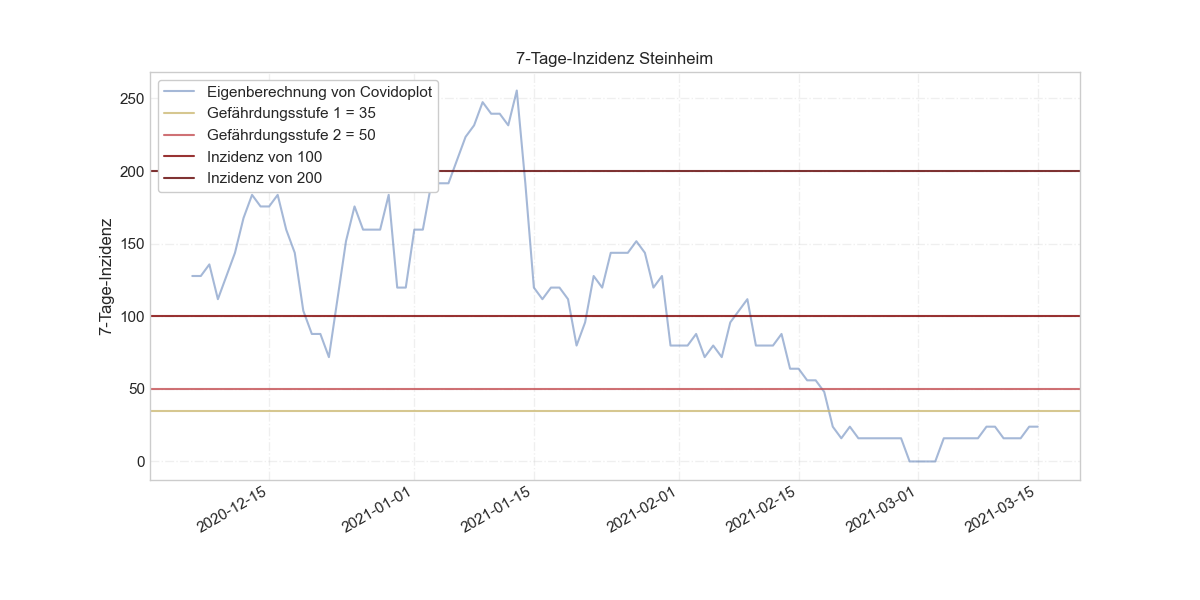 7-Tage-Inzidenz Steinheim
Eigenberechnung von Covidoplot
Gefährdungsstufe 1 = 35
Gefährdungsstufe 2 = 50
Inzidenz von 100
Inzidenz von 200
7-Tage-Inzidenz
250
200
150
100
50
0
2020-12-15
2021-01-01
2021-01-15
2021-02-01
2021-02-15
2021-03-01
2021-03-15